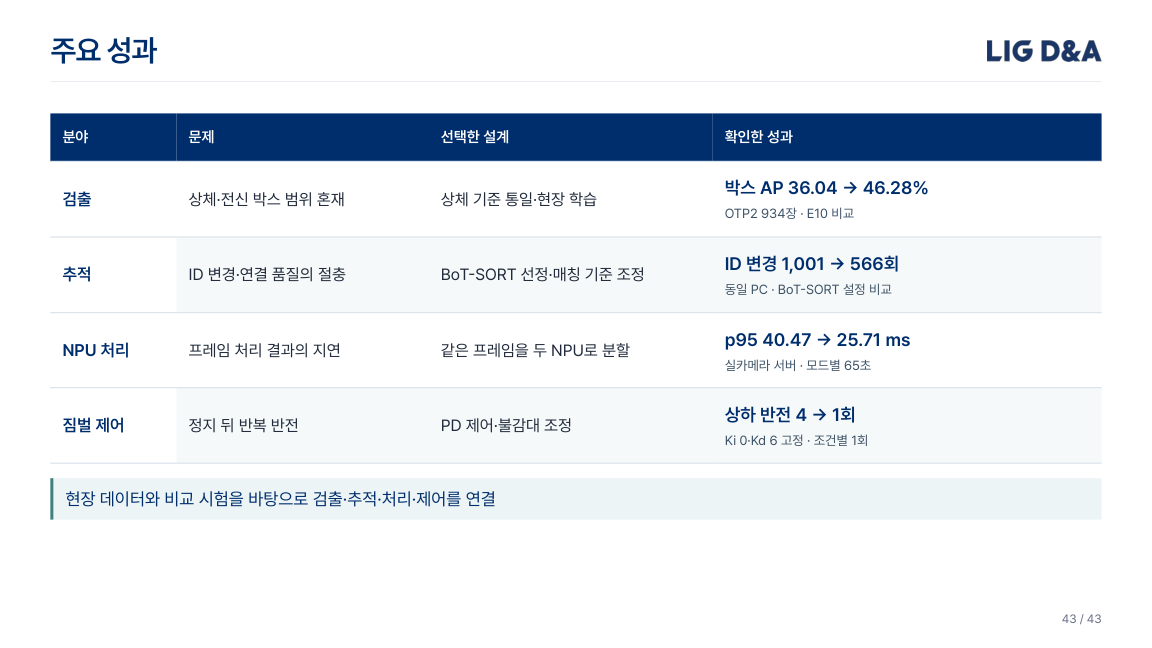 주요 성과
LIG D&A
분야 문제 선택한 설계 확인한 성과
검출 상체·전신 박스 범위 혼재 상체 기준 통일·현장 학습 박스 AP 36.04 → 46.28%
OTP2 934장 · E10 비교
추적 ID 변경·연결 품질의 절충 BoT-SORT 선정·매칭 기준 조정 ID 변경 1,001 → 566회
동일 PC · BoT-SORT 설정 비교
NPU 처리 프레임 처리 결과의 지연 같은 프레임을 두 NPU로 분할 p95 40.47 → 25.71 ms
실카메라 서버 · 모드별 65초
짐벌 제어 정지 뒤 반복 반전 PD 제어·불감대 조정 상하 반전 4 → 1회
Ki 0·Kd 6 고정 · 조건별 1회
현장 데이터와 비교 시험을 바탕으로 검출·추적·처리·제어를 연결
43 / 43